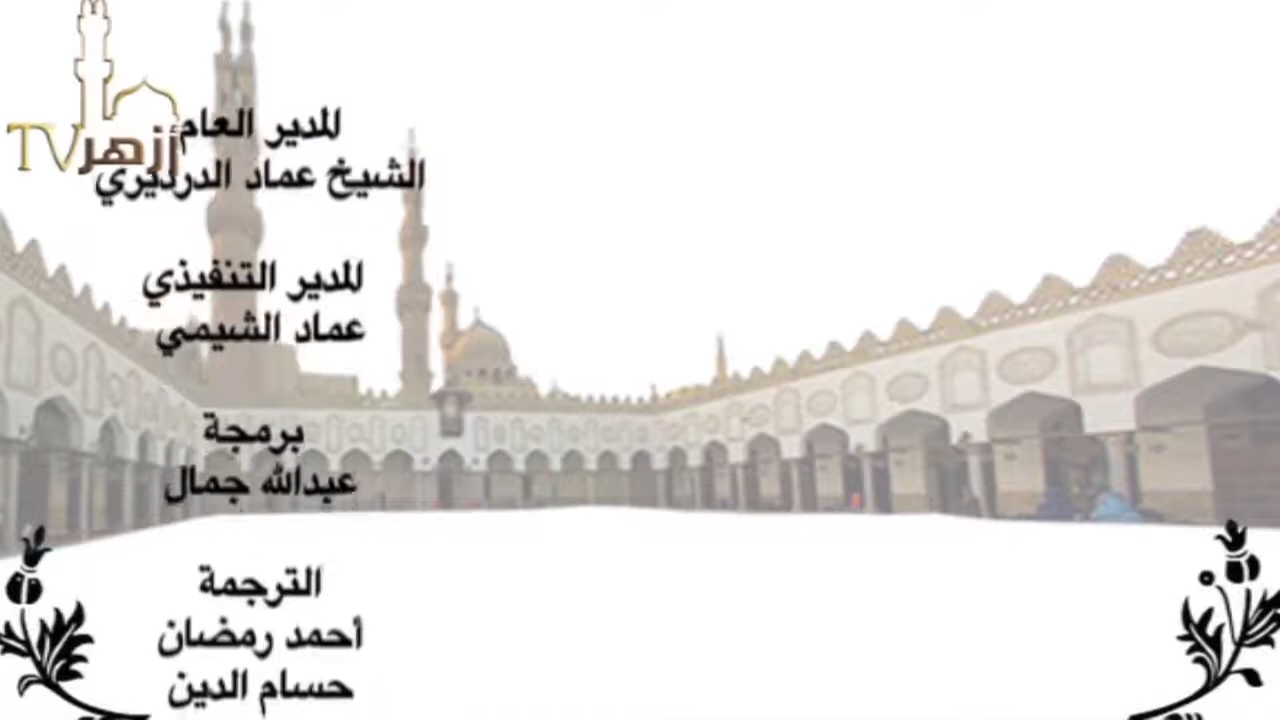 أزهر TV
المدير العام
الشيخ عماد الدرديري
المدير التنفيذي
عماد الشيمي
برمجة
عبدالله جمال
الترجمة
أحمد رمضان
حسام الدين